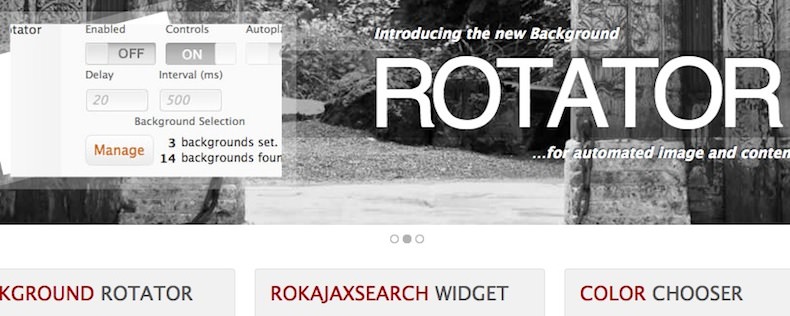 otator Enabled Controls Autopla
OFF ON
Delay Interval (ms)
20 500
Background Selection
Manage
3 backgrounds set.
14 backgrounds foun
Introducing the new Background
ROTATOR
...for automated image and conten
KGROUND ROTATOR
ROKAJAXSEARCH WIDGET
COLOR CHOOSER